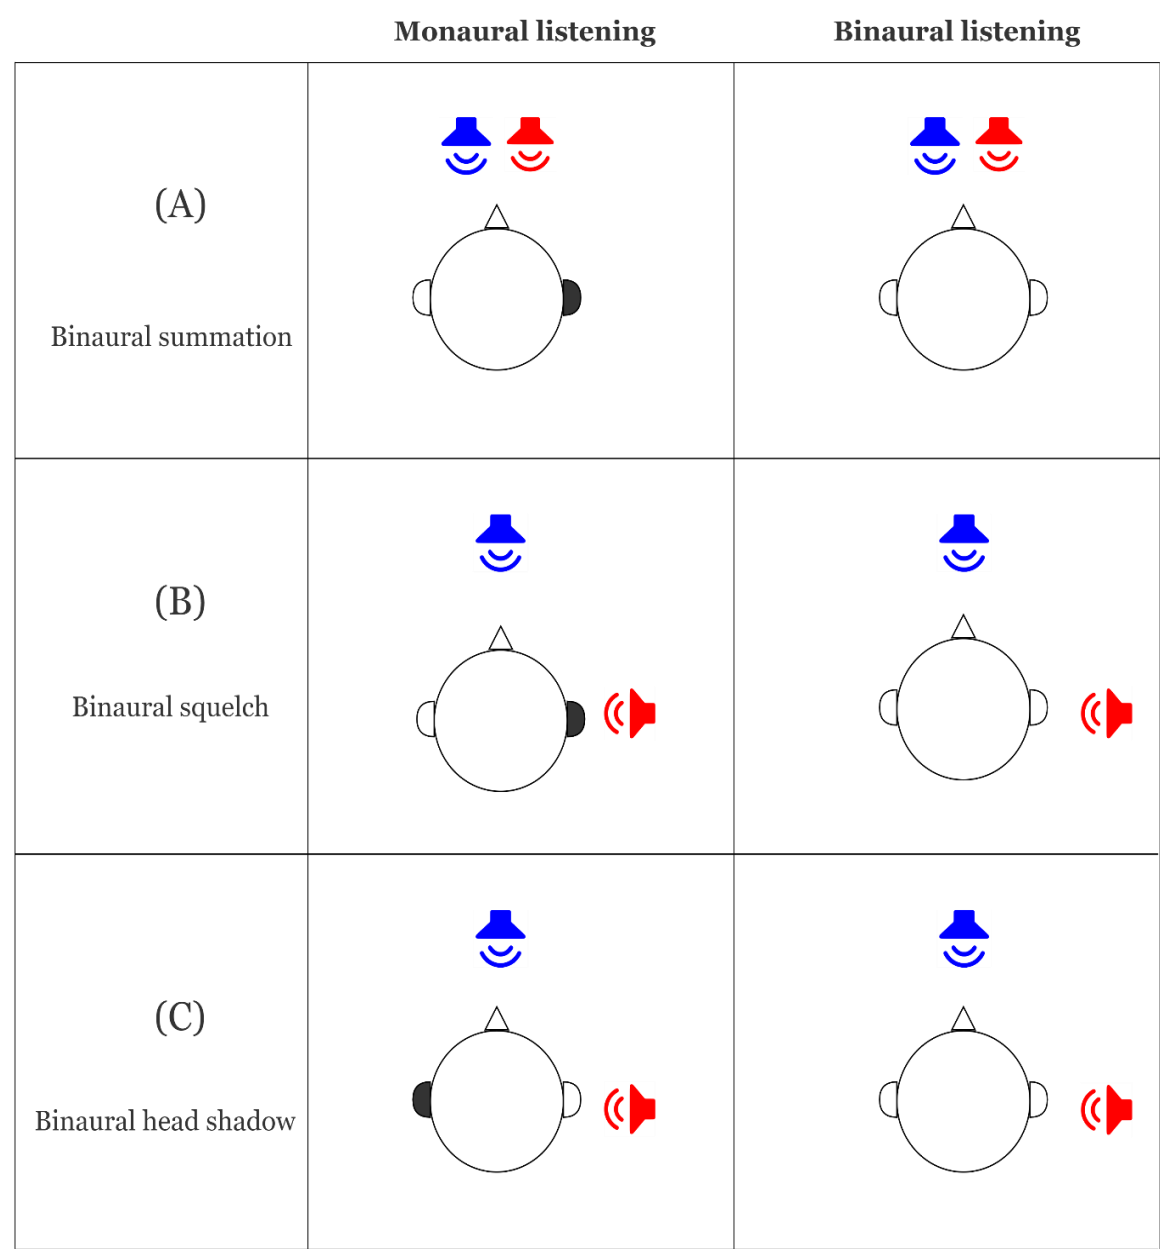 Monaural listening
Binaural listening
(A)
Binaural summation
(B)
Binaural squelch
(C)
Binaural head shadow